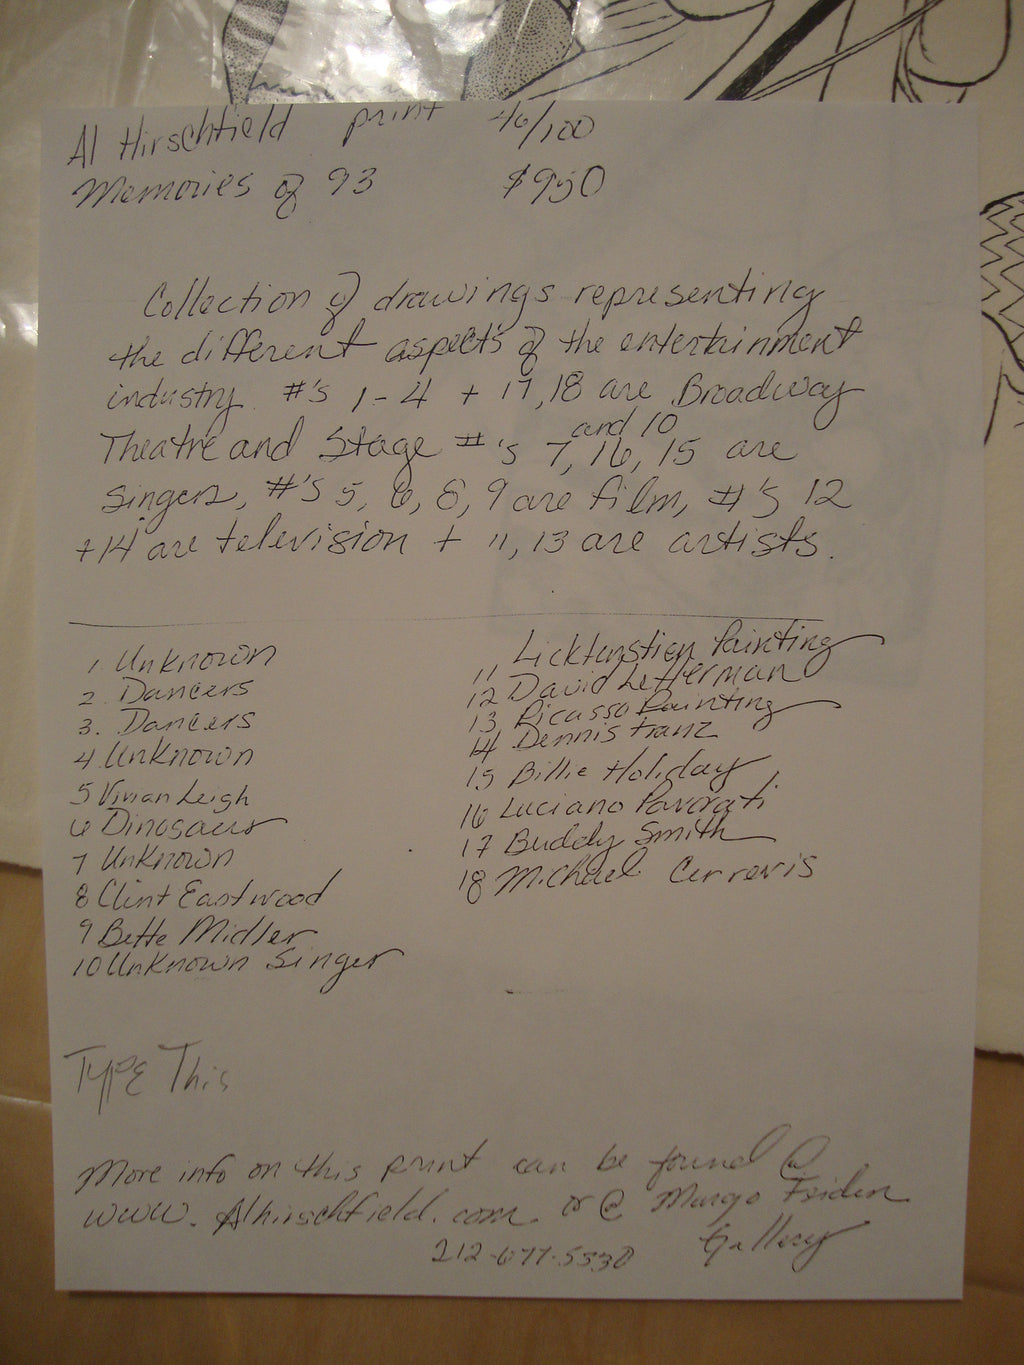 Al Hirschfield print 46/100
Memories of 93 $950
Collection of drawings representing
the different aspects of the entertainment
industry. #'s 1-4 + 17,18 are Broadway
Theatre and Stage #'s 7, 16, 15 and 10 are
singers, #'s 5, 6, 8, 9 are film, #'s 12
+14 are television + 11, 13 are artists.
1 Unknown
2. Dancers
3. Dancers
4 Unknown
5 Vivian Leigh
6 Dinosaurs
7 Unknown
8 Clint Eastwood
9 Bette Midler
10 Unknown Singer
11 Licktenstien Painting
12 David Letterman
13 Picasso Painting
14 Dennis Franz
15 Billie Holiday
16 Luciano Pavorati
17 Buddy Smith
18 Michael Cerveris
Type This
More info on this print can be found @
www.Alhirschfield.com. or @ Margo Feiden
Gallery
212-677-5330